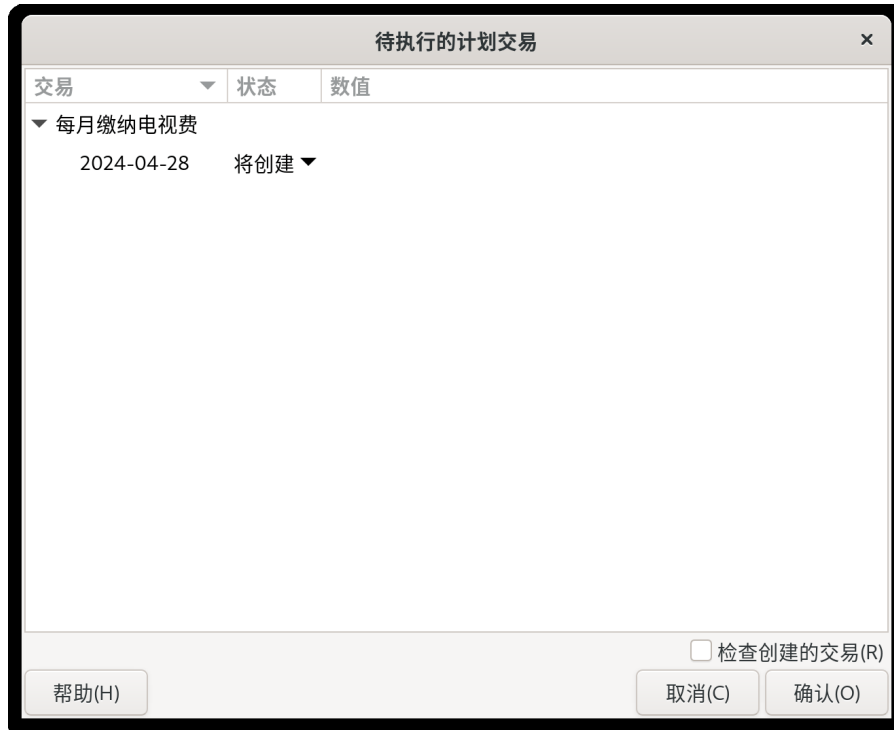 待执行的计划交易
交易 状态 数值
每月缴纳电视费
2024-04-28 将创建
检查创建的交易(R)
帮助(H) 取消(C) 确认(O)